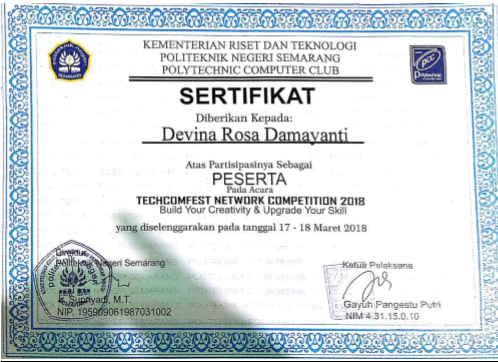 KEMENTERIAN RISET DAN TEKNOLOGI
POLITEKNIK NEGERI SEMARANG
POLYTECHNIC COMPUTER CLUB
SERTIFIKAT
Diberikan Kepada:
Devina Rosa Damayanti
Atas Partisipasinya Sebagai
PESERTA
Pada Acara
TECHCOMFEST NETWORK COMPETITION 2018
Build Your Creativity & Upgrade Your Skill
yang diselenggarakan pada tanggal 17 - 18 Maret 2018
Direktur
Politeknik Negeri Semarang
Ir. Supriyadi, M.T.
NIP. 195909061987031002
Ketua Pelaksana
Gayuh Pangestu Putri
NIM 4.31.15.0.10